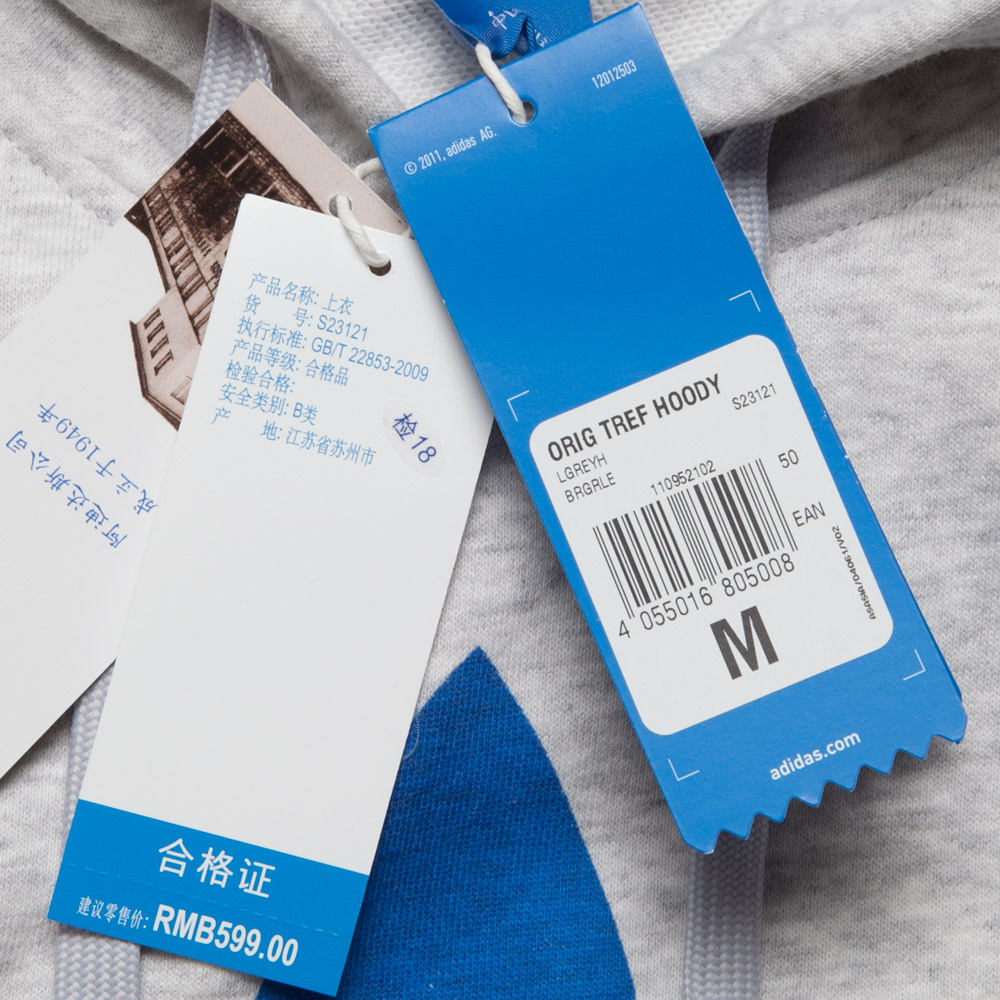 阿迪达斯公司
成立于1949年
产品名称: 上衣
货 号: S23121
执行标准: GB/T 22853-2009
产品等级: 合格品
检验合格:
安全类别: B类
产 地: 江苏省苏州市
检18
合格证
建议零售价: RMB599.00
© 2011, adidas AG.
12012503
ORIG TREF HOODY
S23121
LGREYH
BRGRLE
110952102
50
EAN
4 055016 805008
M
ASASIA/04061/V02
adidas.com